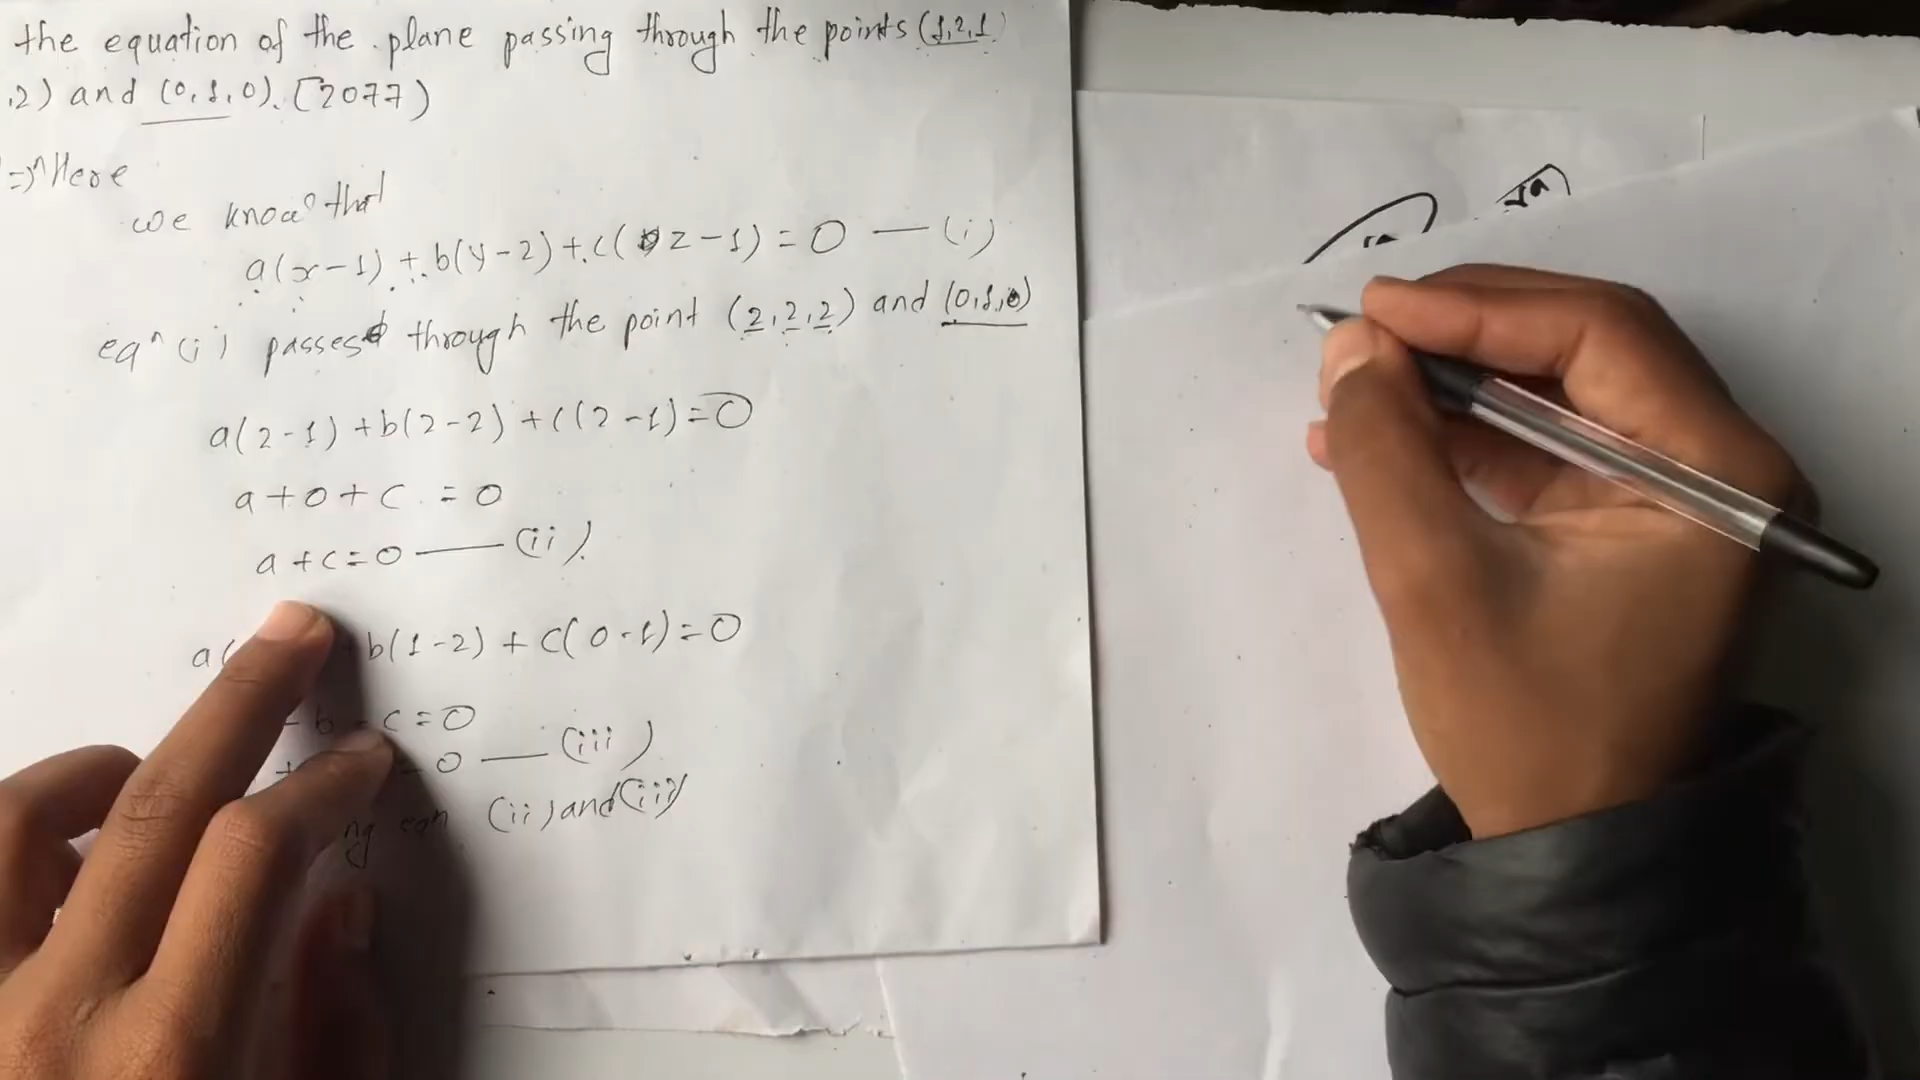 the equation of the plane passing through the points (1,2,1)
,2) and (0,1,0). [2077)
=> Here
we know that
a(x-1) + b(y-2) + c(z-1) = 0 — (i)
eqⁿ (i) passes through the point (2,2,2) and (0,1,0)
a(2-1) + b(2-2) + c(2-1) = 0
a + 0 + c = 0
a + c = 0 — (ii)
a( + b(1-2) + c(0-1) = 0
- b - c = 0
+ = 0 — (iii)
ng eqn (ii) and (iii)